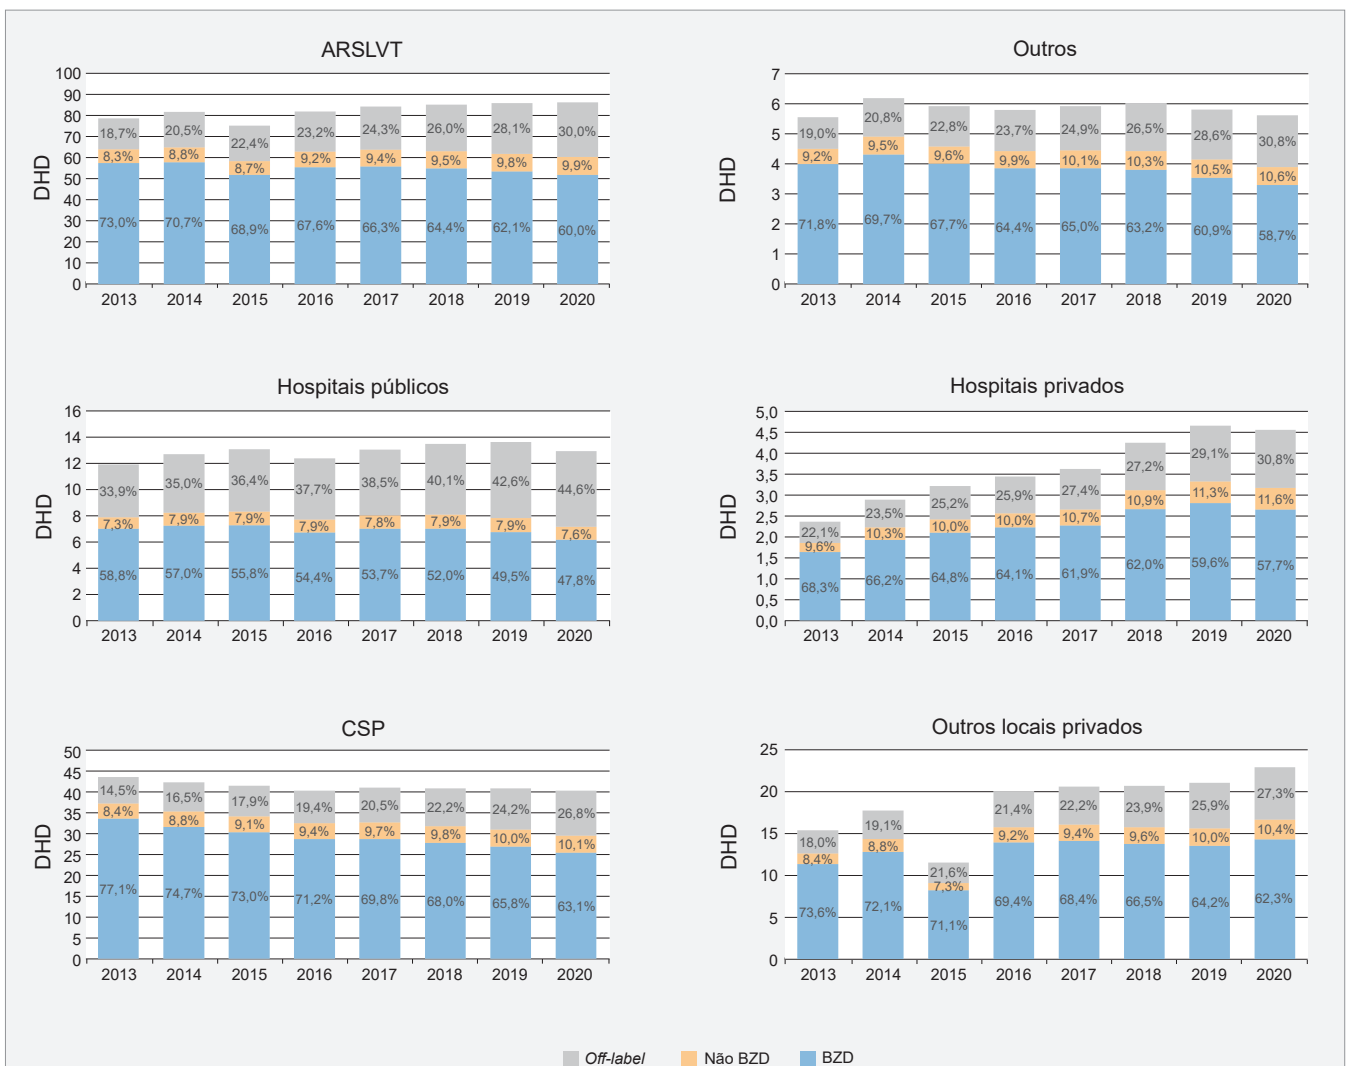 ARSLVT
DHD
100
90
80
70
60
50
40
30
20
10
0
18,7% 20,5% 22,4% 23,2% 24,3% 26,0% 28,1% 30,0%
8,3% 8,8% 8,7% 9,2% 9,4% 9,5% 9,8% 9,9%
73,0% 70,7% 68,9% 67,6% 66,3% 64,4% 62,1% 60,0%
2013 2014 2015 2016 2017 2018 2019 2020
Outros
DHD
7
6
5
4
3
2
1
0
19,0% 20,8% 22,8% 23,7% 24,9% 26,5% 28,6% 30,8%
9,2% 9,5% 9,6% 9,9% 10,1% 10,3% 10,5% 10,6%
71,8% 69,7% 67,7% 64,4% 65,0% 63,2% 60,9% 58,7%
2013 2014 2015 2016 2017 2018 2019 2020
Hospitais públicos
DHD
16
14
12
10
8
6
4
2
0
33,9% 35,0% 36,4% 37,7% 38,5% 40,1% 42,6% 44,6%
7,3% 7,9% 7,9% 7,9% 7,8% 7,9% 7,9% 7,6%
58,8% 57,0% 55,8% 54,4% 53,7% 52,0% 49,5% 47,8%
2013 2014 2015 2016 2017 2018 2019 2020
Hospitais privados
DHD
5,0
4,5
4,0
3,5
3,0
2,5
2,0
1,5
1,0
0,5
0,0
22,1% 23,5% 25,2% 25,9% 27,4% 27,2% 29,1% 30,8%
9,6% 10,3% 10,0% 10,0% 10,7% 10,9% 11,3% 11,6%
68,3% 66,2% 64,8% 64,1% 61,9% 62,0% 59,6% 57,7%
2013 2014 2015 2016 2017 2018 2019 2020
CSP
DHD
50
45
40
35
30
25
20
15
10
5
0
14,5% 16,5% 17,9% 19,4% 20,5% 22,2% 24,2% 26,8%
8,4% 8,8% 9,1% 9,4% 9,7% 9,8% 10,0% 10,1%
77,1% 74,7% 73,0% 71,2% 69,8% 68,0% 65,8% 63,1%
2013 2014 2015 2016 2017 2018 2019 2020
Outros locais privados
DHD
25
20
15
10
5
0
18,0% 19,1% 21,6% 21,4% 22,2% 23,9% 25,9% 27,3%
8,4% 8,8% 7,3% 9,2% 9,4% 9,6% 10,0% 10,4%
73,6% 72,1% 71,1% 69,4% 68,4% 66,5% 64,2% 62,3%
2013 2014 2015 2016 2017 2018 2019 2020
Off-label Não BZD BZD